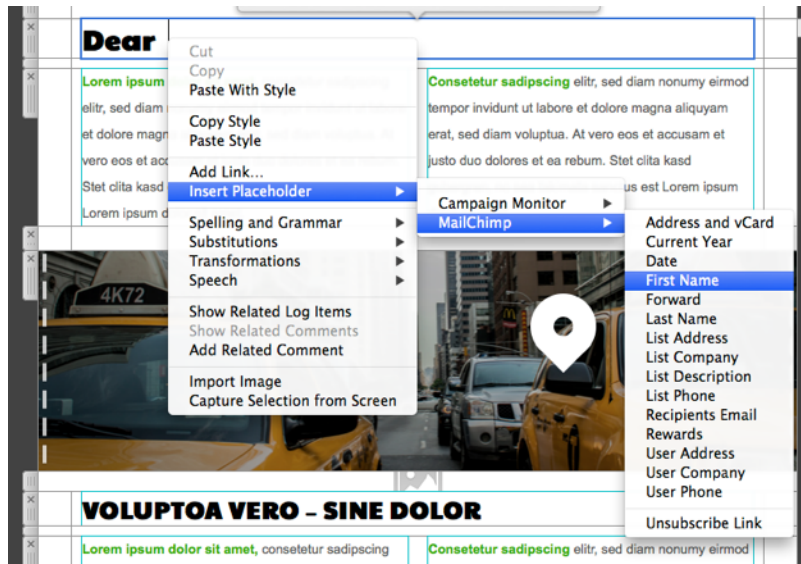 Dear
Cut
Copy
Paste With Style
Copy Style
Paste Style
Add Link...
Insert Placeholder
Spelling and Grammar
Substitutions
Transformations
Speech
Show Related Log Items
Show Related Comments
Add Related Comment
Import Image
Capture Selection from Screen
Campaign Monitor
MailChimp
Address and vCard
Current Year
Date
First Name
Forward
Last Name
List Address
List Company
List Description
List Phone
Recipients Email
Rewards
User Address
User Company
User Phone
Unsubscribe Link
Lorem ipsum
elitr, sed diam
et dolore magn
vero eos et acc
Stet clita kasd
Lorem ipsum d
Consetetur sadipscing elitr, sed diam nonumy eirmod
tempor invidunt ut labore et dolore magna aliquyam
erat, sed diam voluptua. At vero eos et accusam et
justo duo dolores et ea rebum. Stet clita kasd
us est Lorem ipsum
4K72
VOLUPTOA VERO – SINE DOLOR
Lorem ipsum dolor sit amet, consetetur sadipscing
Consetetur sadipscing elitr, sed diam nonumy eirmod